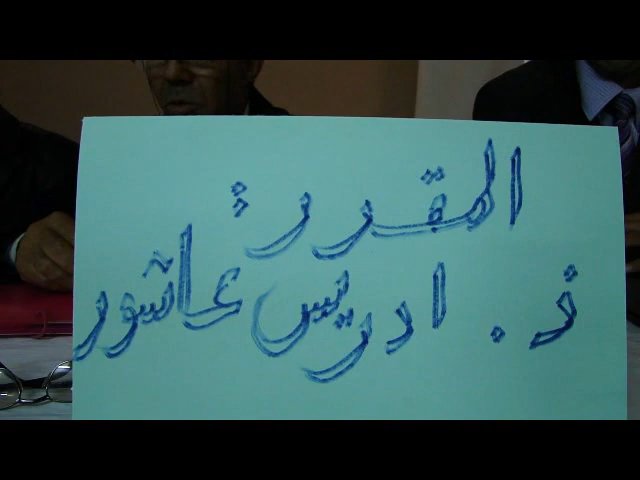 المقرر :
ذ. ادريس عاشور